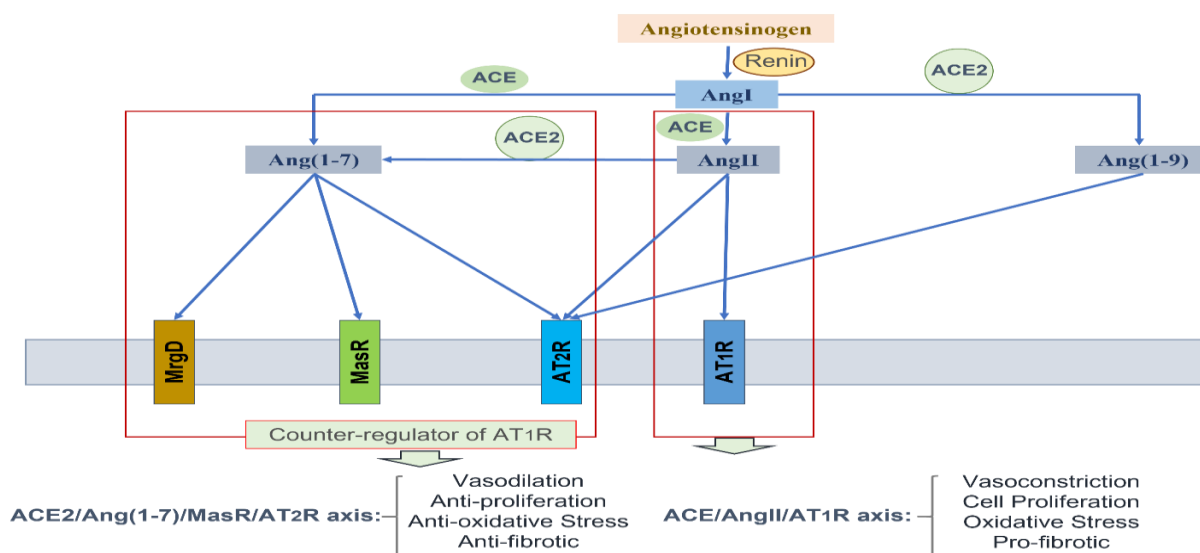 Angiotensinogen
Renin
ACE
ACE2
AngI
ACE
ACE2
Ang(1-7)
AngII
Ang(1-9)
MrgD
MasR
AT2R
AT1R
Counter-regulator of AT1R
Vasodilation
Anti-proliferation
ACE2/Ang(1-7)/MasR/AT2R axis:
Anti-oxidative Stress
Anti-fibrotic
Vasoconstriction
Cell Proliferation
ACE/AngII/AT1R axis:
Oxidative Stress
Pro-fibrotic